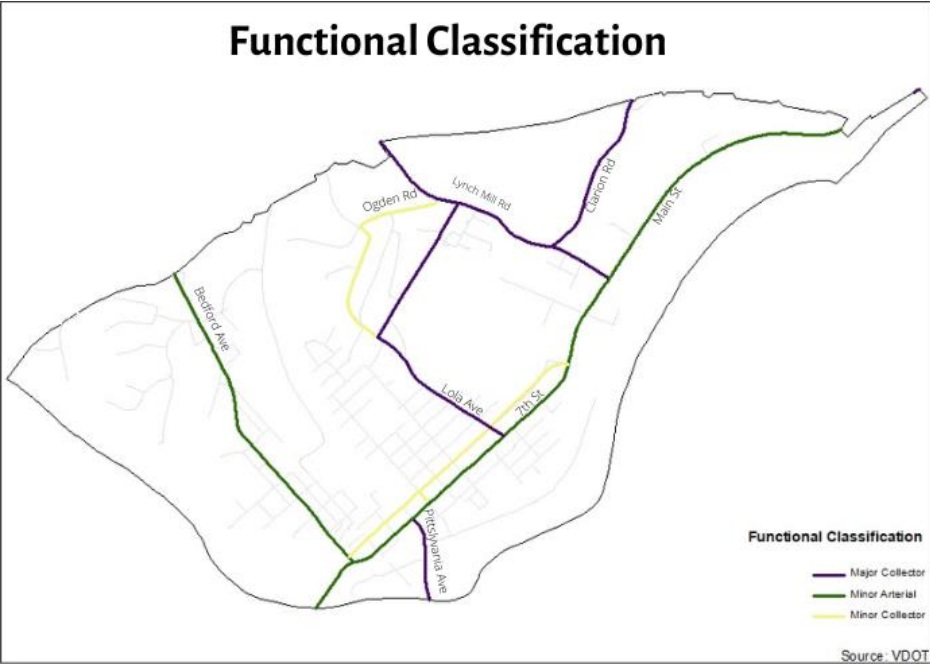 Functional Classification
Ogden Rd
Lynch Mill Rd
Clarion Rd
Main St
Bedford Ave
Lola Ave
7th St
Pittslyvania Ave
Functional Classification
Major Collector
Minor Arterial
Minor Collector
Source: VDOT